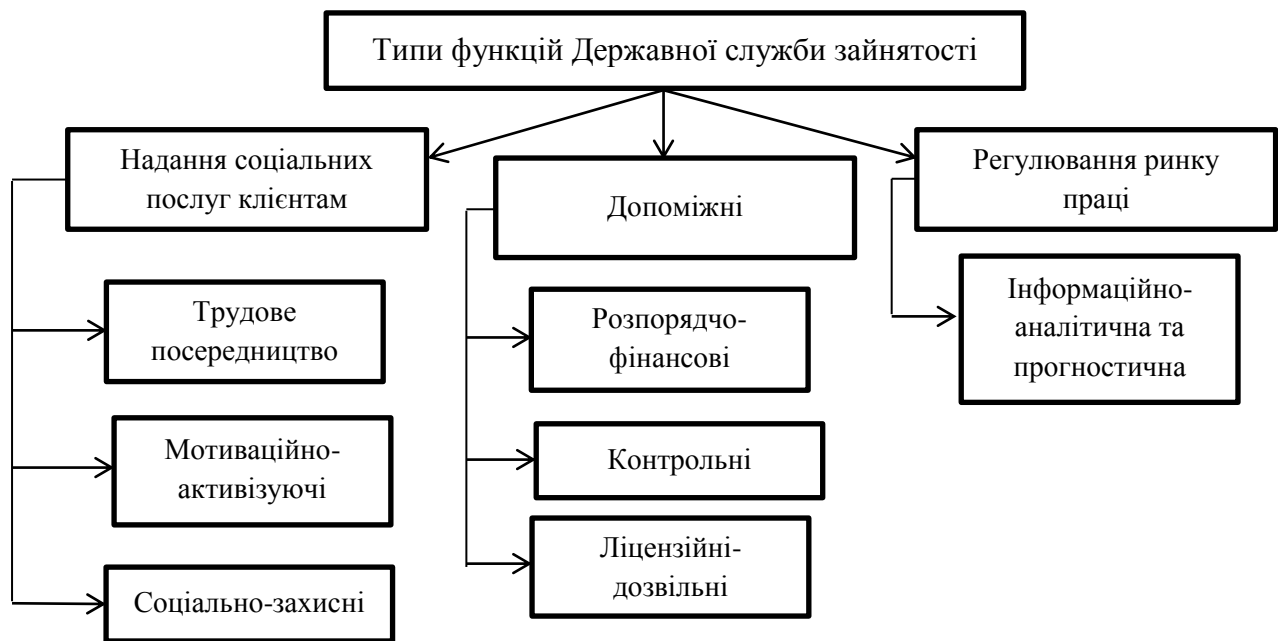 Типи функцій Державної служби зайнятості
Надання соціальних
послуг клієнтам
Трудове
посередництво
Мотиваційно-
активізуючі
Соціально-захисні
Допоміжні
Розпорядчо-
фінансові
Контрольні
Ліцензійні-
дозвільні
Регулювання ринку
праці
Інформаційно-
аналітична та
прогностична